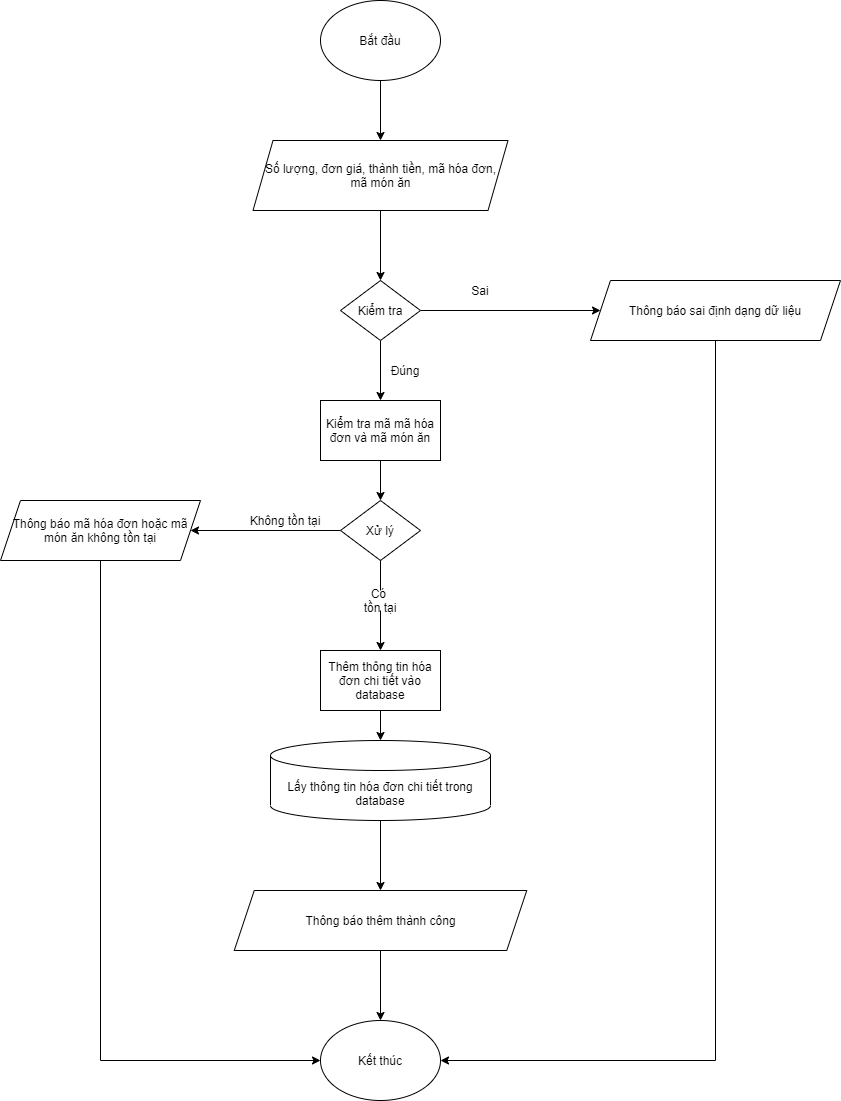 Bắt đầu
Số lượng, đơn giá, thành tiền, mã hóa đơn,
mã món ăn
Sai
Kiểm tra
Thông báo sai định dạng dữ liệu
Đúng
Kiểm tra mã mã hóa
đơn và mã món ăn
Không tồn tại
Thông báo mã hóa đơn hoặc mã
món ăn không tồn tại
Xử lý
Có
tồn tại
Thêm thông tin hóa
đơn chi tiết vào
database
Lấy thông tin hóa đơn chi tiết trong
database
Thông báo thêm thành công
Kết thúc